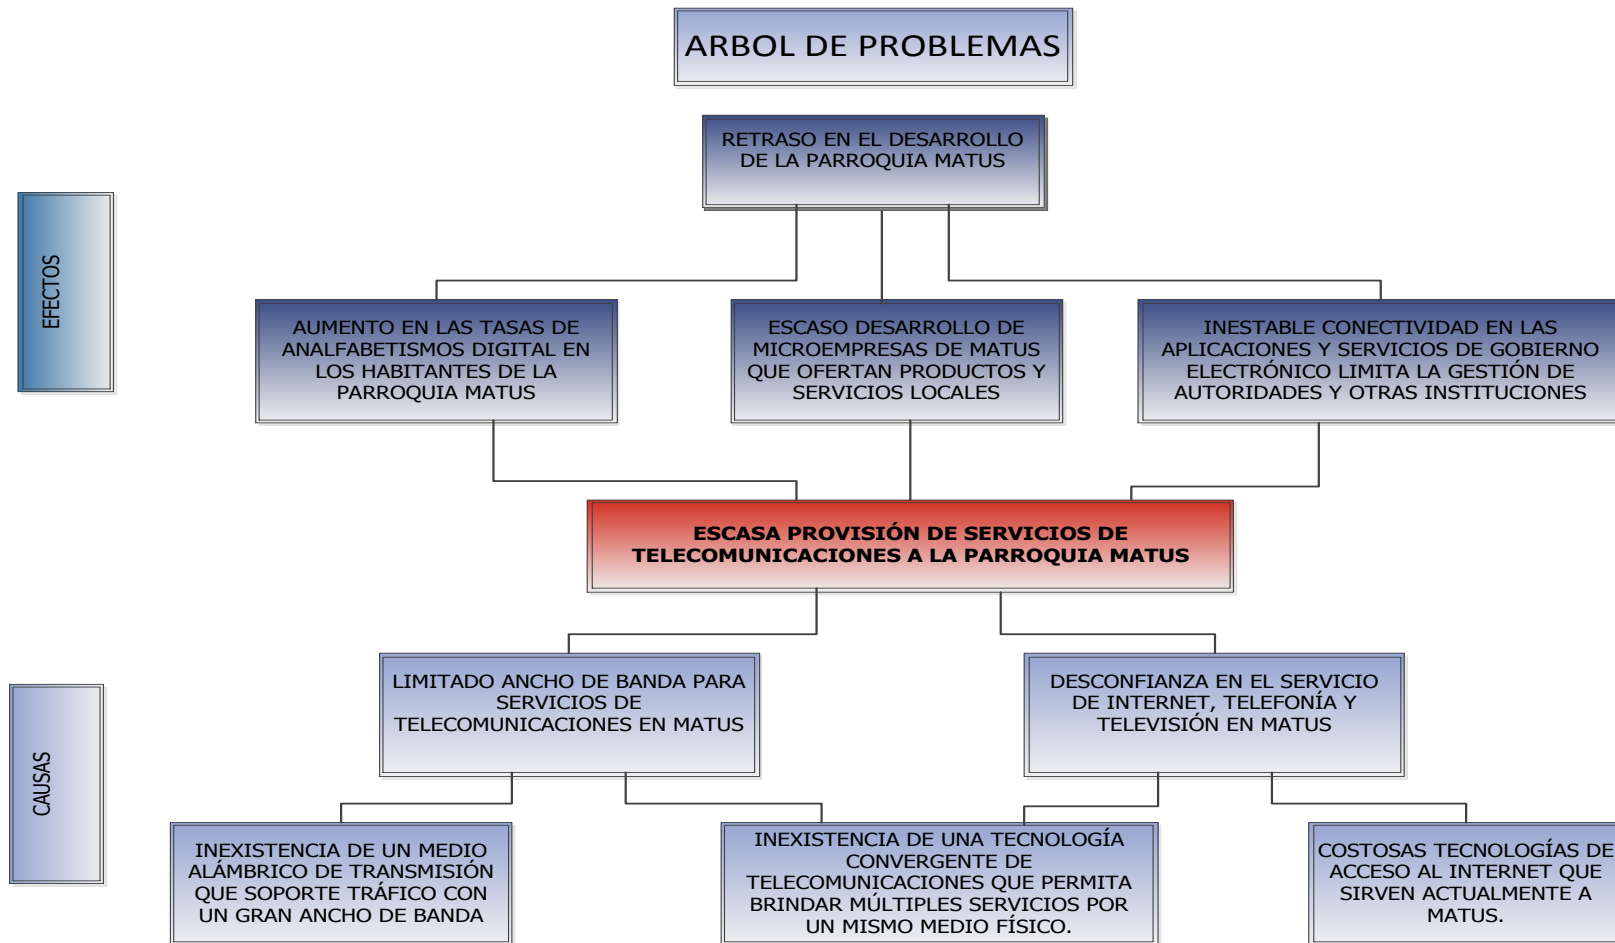 ARBOL DE PROBLEMAS
RETRASO EN EL DESARROLLO
DE LA PARROQUIA MATUS
EFECTOS
AUMENTO EN LAS TASAS DE
ANALFABETISMOS DIGITAL EN
LOS HABITANTES DE LA
PARROQUIA MATUS
ESCASO DESARROLLO DE
MICROEMPRESAS DE MATUS
QUE OFERTAN PRODUCTOS Y
SERVICIOS LOCALES
INESTABLE CONECTIVIDAD EN LAS
APLICACIONES Y SERVICIOS DE GOBIERNO
ELECTRÓNICO LIMITA LA GESTIÓN DE
AUTORIDADES Y OTRAS INSTITUCIONES
ESCASA PROVISIÓN DE SERVICIOS DE
TELECOMUNICACIONES A LA PARROQUIA MATUS
LIMITADO ANCHO DE BANDA PARA
SERVICIOS DE
TELECOMUNICACIONES EN MATUS
DESCONFIANZA EN EL SERVICIO
DE INTERNET, TELEFONÍA Y
TELEVISIÓN EN MATUS
CAUSAS
INEXISTENCIA DE UN MEDIO
ALÁMBRICO DE TRANSMISIÓN
QUE SOPORTE TRÁFICO CON
UN GRAN ANCHO DE BANDA
INEXISTENCIA DE UNA TECNOLOGÍA
CONVERGENTE DE
TELECOMUNICACIONES QUE PERMITA
BRINDAR MÚLTIPLES SERVICIOS POR
UN MISMO MEDIO FÍSICO.
COSTOSAS TECNOLOGÍAS DE
ACCESO AL INTERNET QUE
SIRVEN ACTUALMENTE A
MATUS.